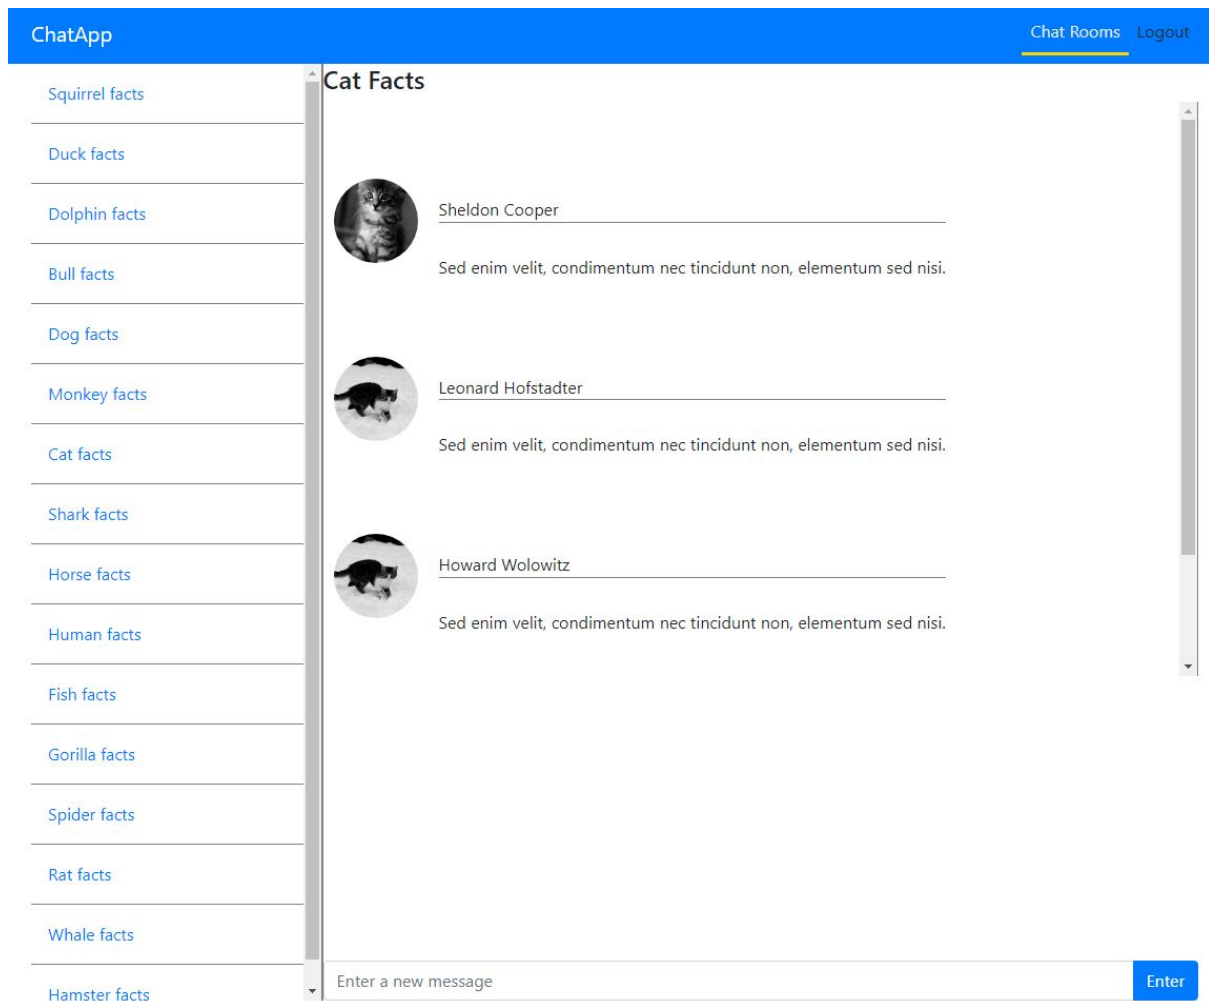 ChatApp
Chat Rooms
Logout
Squirrel facts
Duck facts
Dolphin facts
Bull facts
Dog facts
Monkey facts
Cat facts
Shark facts
Horse facts
Human facts
Fish facts
Gorilla facts
Spider facts
Rat facts
Whale facts
Hamster facts
Cat Facts
Sheldon Cooper
Sed enim velit, condimentum nec tincidunt non, elementum sed nisi.
Leonard Hofstadter
Sed enim velit, condimentum nec tincidunt non, elementum sed nisi.
Howard Wolowitz
Sed enim velit, condimentum nec tincidunt non, elementum sed nisi.
Enter a new message
Enter